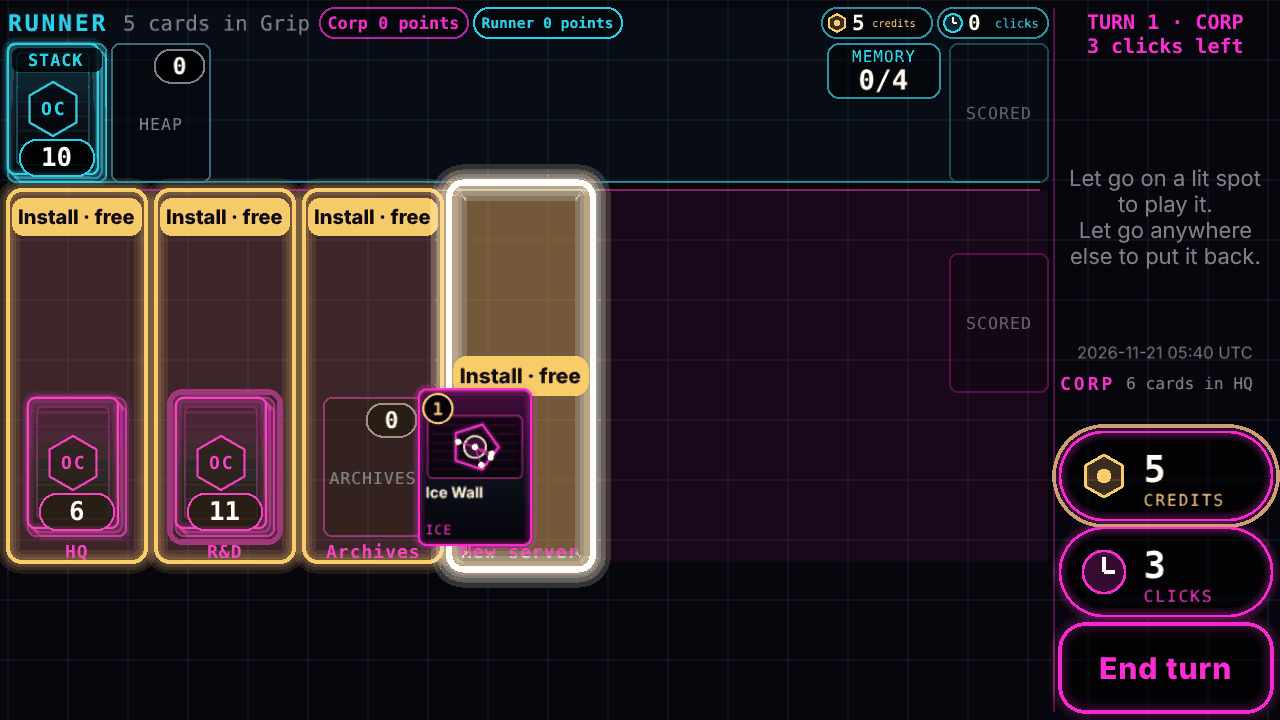 RUNNER 5 cards in Grip Corp 0 points Runner 0 points 5 credits 0 clicks
TURN 1 · CORP
3 clicks left
STACK
OC
10
0
HEAP
MEMORY
0/4
SCORED
Let go on a lit spot
to play it.
Let go anywhere
else to put it back.
Install · free Install · free Install · free
SCORED
2026-11-21 05:40 UTC
CORP 6 cards in HQ
Install · free
OC
6
HQ
OC
11
R&D
0
ARCHIVES
Archives
1
Ice Wall
ICE
New server
5
CREDITS
3
CLICKS
End turn